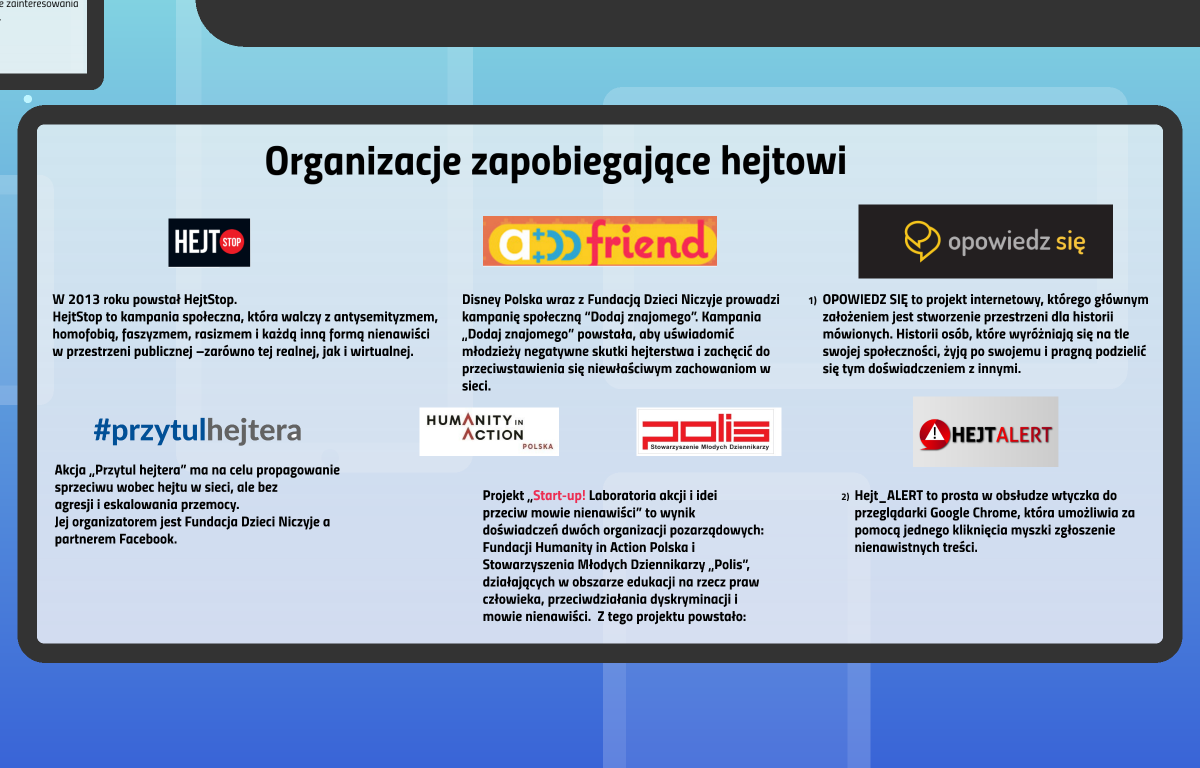 e zainteresowania
Organizacje zapobiegające hejtowi
HEJT STOP
W 2013 roku powstał HejtStop.
HejtStop to kampania społeczna, która walczy z antysemityzmem,
homofobią, faszyzmem, rasizmem i każdą inną formą nienawiści
w przestrzeni publicznej –zarówno tej realnej, jak i wirtualnej.
add friend
Disney Polska wraz z Fundacją Dzieci Niczyje prowadzi
kampanię społeczną “Dodaj znajomego”. Kampania
„Dodaj znajomego” powstała, aby uświadomić
młodzieży negatywne skutki hejterstwa i zachęcić do
przeciwstawienia się niewłaściwym zachowaniom w
sieci.
opowiedz się
1) OPOWIEDZ SIĘ to projekt internetowy, którego głównym
założeniem jest stworzenie przestrzeni dla historii
mówionych. Historii osób, które wyróżniają się na tle
swojej społeczności, żyją po swojemu i pragną podzielić
się tym doświadczeniem z innymi.
#przytulhejtera
Akcja „Przytul hejtera” ma na celu propagowanie
sprzeciwu wobec hejtu w sieci, ale bez
agresji i eskalowania przemocy.
Jej organizatorem jest Fundacja Dzieci Niczyje a
partnerem Facebook.
HUMANITY IN
ACTION
POLSKA
polis
Stowarzyszenie Młodych Dziennikarzy
Projekt „Start-up! Laboratoria akcji i idei
przeciw mowie nienawiści” to wynik
doświadczeń dwóch organizacji pozarządowych:
Fundacji Humanity in Action Polska i
Stowarzyszenia Młodych Dziennikarzy „Polis”,
działających w obszarze edukacji na rzecz praw
człowieka, przeciwdziałania dyskryminacji i
mowie nienawiści. Z tego projektu powstało:
HEJTALERT
2) Hejt_ALERT to prosta w obsłudze wtyczka do
przeglądarki Google Chrome, która umożliwia za
pomocą jednego kliknięcia myszki zgłoszenie
nienawistnych treści.